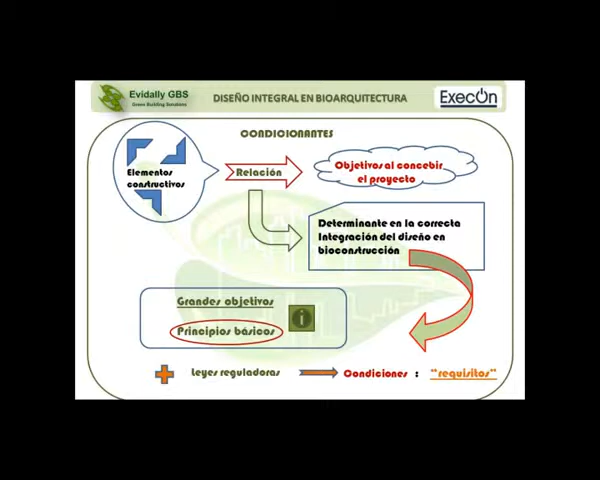 Evidally GBS
Green Building Solutions
DISEÑO INTEGRAL EN BIOARQUITECTURA
ExecOn
CONDICIONANTES
Elementos
constructivos
Relación
Objetivos al concebir
el proyecto
Determinante en la correcta
Integración del diseño en
bioconstrucción
Grandes objetivos
Principios básicos
i
Leyes reguladoras
Condiciones : "requisitos"